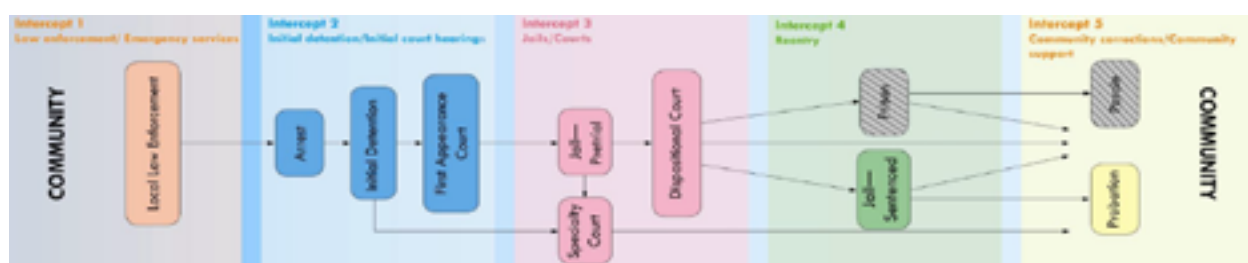 Intercept 1
Law enforcement/ Emergency services
Intercept 2
Initial detention/Initial court hearings
Intercept 3
Jails/Courts
Intercept 4
Reentry
Intercept 5
Community corrections/Community
support
COMMUNITY
Local Law Enforcement
Arrest
Initial Detention
First Appearance
Court
Jail—
Pretrial
Specialty
Court
Dispositional Court
Prison
Jail—
Sentenced
Parole
Probation
COMMUNITY